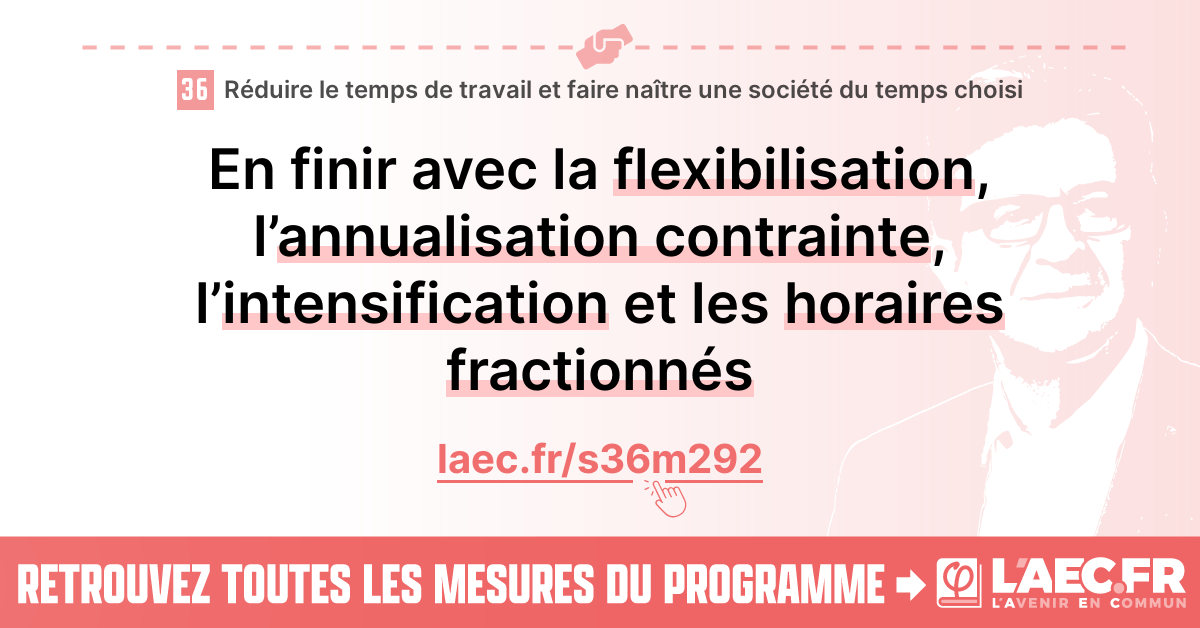 36 Réduire le temps de travail et faire naître une société du temps choisi
En finir avec la flexibilisation,
l’annualisation contrainte,
l’intensification et les horaires
fractionnés
laec.fr/s36m292
RETROUVEZ TOUTES LES MESURES DU PROGRAMME
φ L'AEC.FR
L'AVENIR EN COMMUN